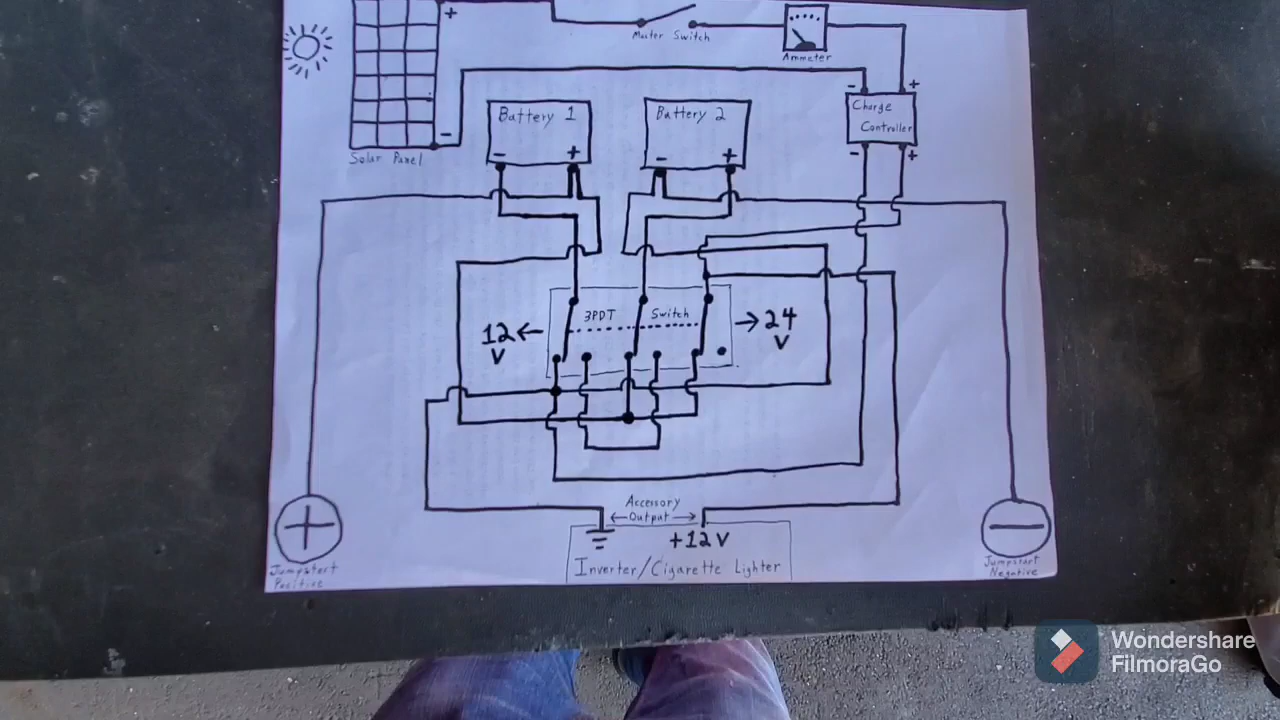 +
Master Switch
Ammeter
- +
Charge
Controller
- +
Battery 1
- +
Battery 2
- +
-
Solar Panel
3PDT Switch
12
V
24
V
Accessory
Output
+12V
Inverter/Cigarette Lighter
+
Jumpstart
Positive
-
Jumpstart
Negative
Wondershare
FilmoraGo